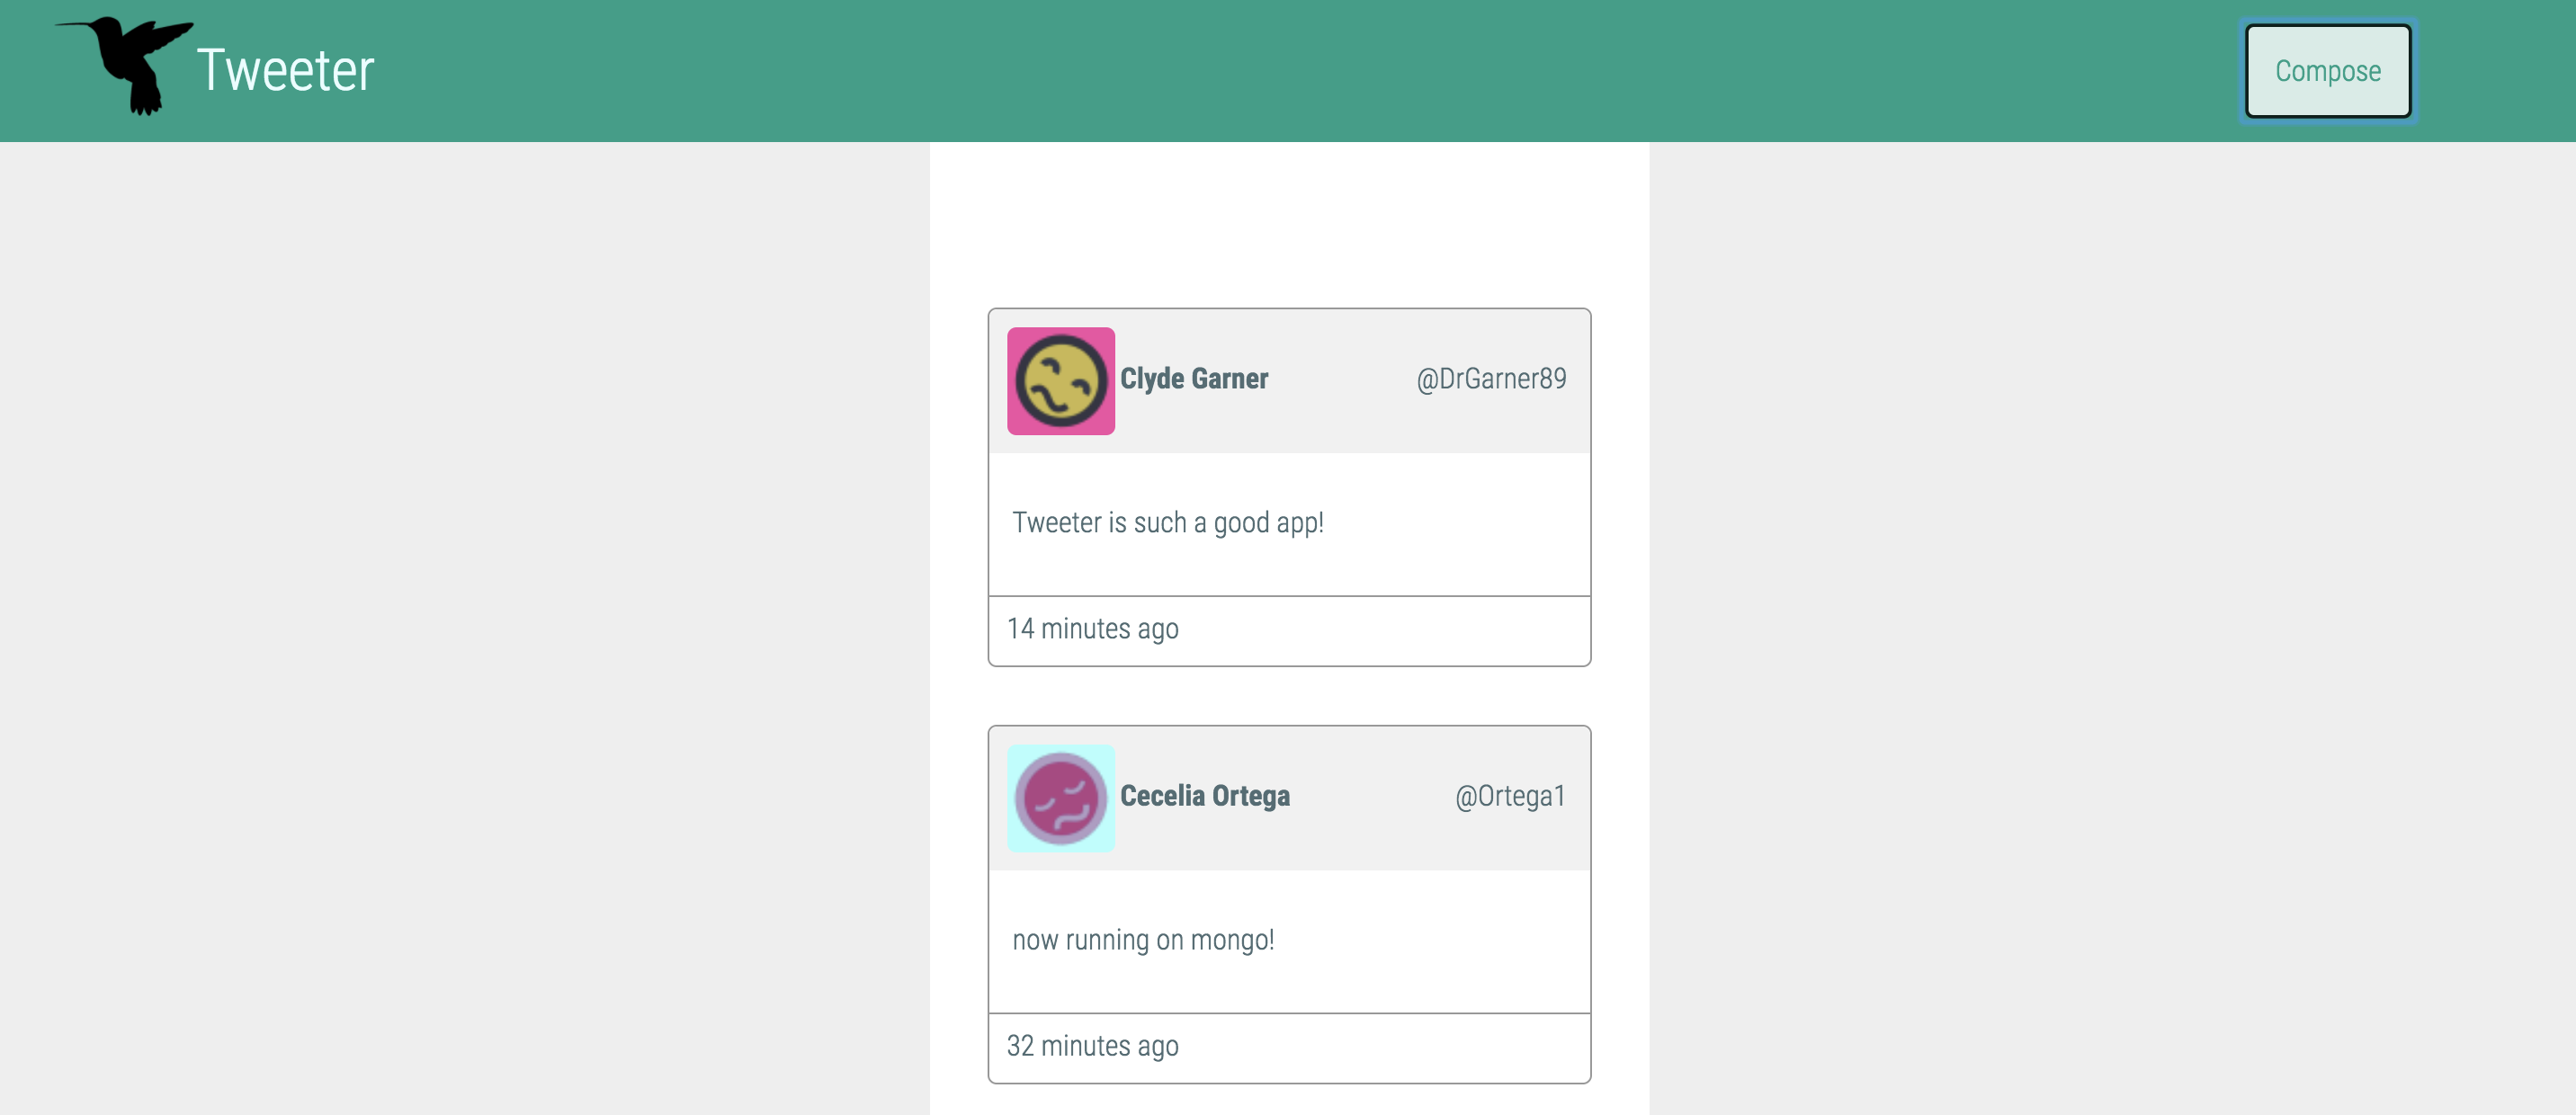 Tweeter
Compose
Clyde Garner @DrGarner89
Tweeter is such a good app!
14 minutes ago
Cecelia Ortega @Ortega1
now running on mongo!
32 minutes ago